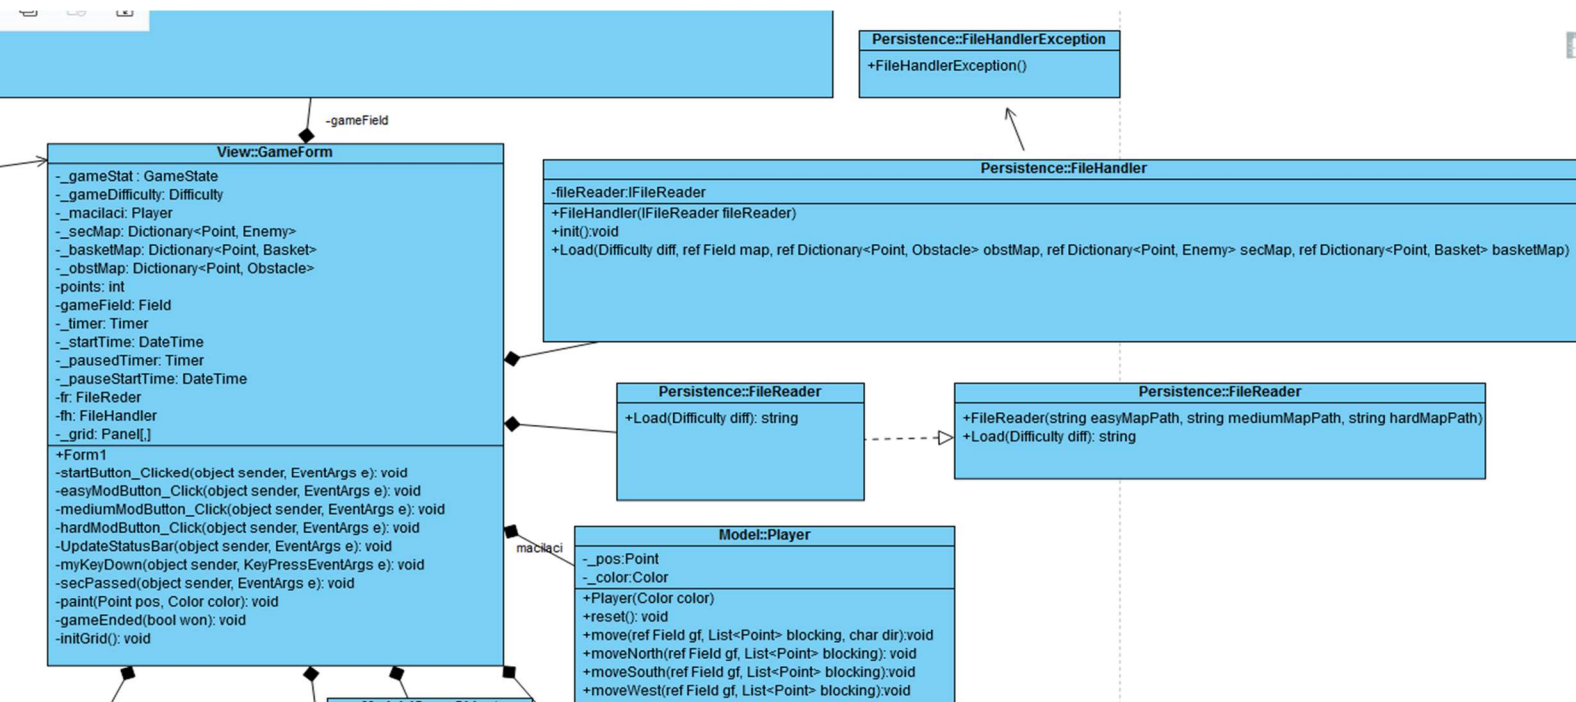 Persistence::FileHandlerException
+FileHandlerException()
-gameField
View::GameForm
-_gameStat : GameState
-_gameDifficulty: Difficulty
-_macilaci: Player
-_secMap: Dictionary<Point, Enemy>
-_basketMap: Dictionary<Point, Basket>
-_obstMap: Dictionary<Point, Obstacle>
-points: int
-gameField: Field
-_timer: Timer
-_startTime: DateTime
-_pausedTimer: Timer
-_pauseStartTime: DateTime
-fr: FileReder
-fh: FileHandler
-_grid: Panel[,]
+Form1
-startButton_Clicked(object sender, EventArgs e): void
-easyModButton_Click(object sender, EventArgs e): void
-mediumModButton_Click(object sender, EventArgs e): void
-hardModButton_Click(object sender, EventArgs e): void
-UpdateStatusBar(object sender, EventArgs e): void
-myKeyDown(object sender, KeyPressEventArgs e): void
-secPassed(object sender, EventArgs e): void
-paint(Point pos, Color color): void
-gameEnded(bool won): void
-initGrid(): void
Persistence::FileHandler
-fileReader:IFileReader
+FileHandler(IFileReader fileReader)
+init():void
+Load(Difficulty diff, ref Field map, ref Dictionary<Point, Obstacle> obstMap, ref Dictionary<Point, Enemy> secMap, ref Dictionary<Point, Basket> basketMap)
Persistence::FileReader
+Load(Difficulty diff): string
Persistence::FileReader
+FileReader(string easyMapPath, string mediumMapPath, string hardMapPath)
+Load(Difficulty diff): string
macilaci
Model::Player
-_pos:Point
-_color:Color
+Player(Color color)
+reset(): void
+move(ref Field gf, List<Point> blocking, char dir):void
+moveNorth(ref Field gf, List<Point> blocking): void
+moveSouth(ref Field gf, List<Point> blocking):void
+moveWest(ref Field gf, List<Point> blocking):void